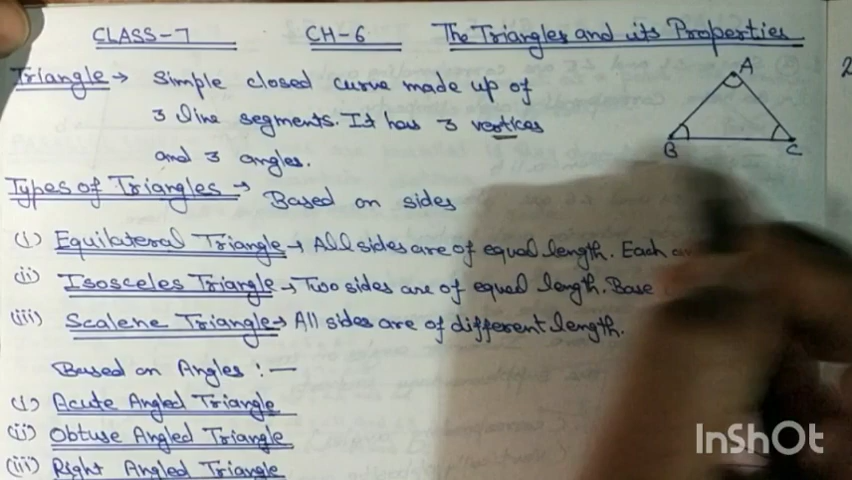 CLASS-7 CH-6 The Triangles and its Properties
Triangle → Simple closed curve made up of
3 line segments. It has 3 vertices
and 3 angles.
A
B C
2
Types of Triangles → Based on sides
(i) Equilateral Triangle → All sides are of equal length. Each
(ii) Isosceles Triangle → Two sides are of equal length. Base
(iii) Scalene Triangle → All sides are of different length.
Based on Angles :—
(i) Acute Angled Triangle
(ii) Obtuse Angled Triangle
(iii) Right Angled Triangle
InShOt